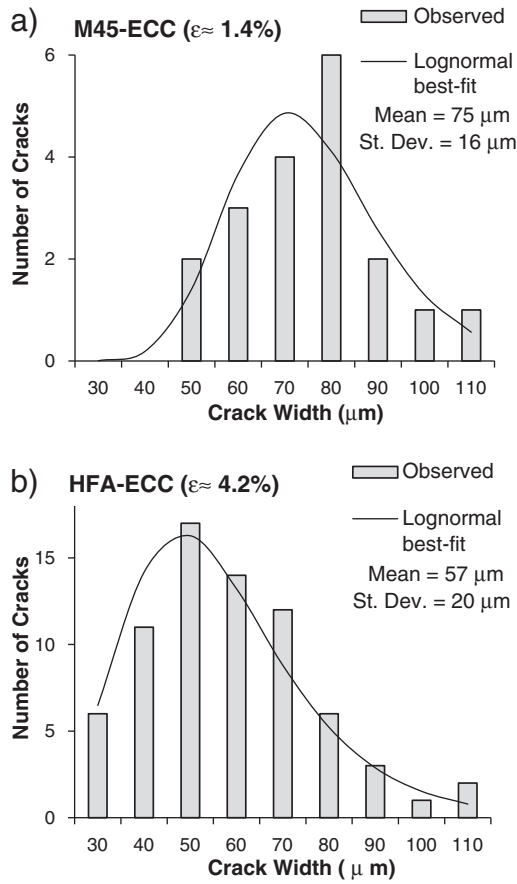 a)
M45-ECC (ε≈ 1.4%)
Observed
Lognormal
best-fit
Mean = 75 μm
St. Dev. = 16 μm
Number of Cracks
6
4
2
0
30 40 50 60 70 80 90 100 110
Crack Width (μm)
b)
HFA-ECC (ε≈ 4.2%)
Observed
Lognormal
best-fit
Mean = 57 μm
St. Dev. = 20 μm
Number of Cracks
15
10
5
0
30 40 50 60 70 80 90 100 110
Crack Width ( μ m)